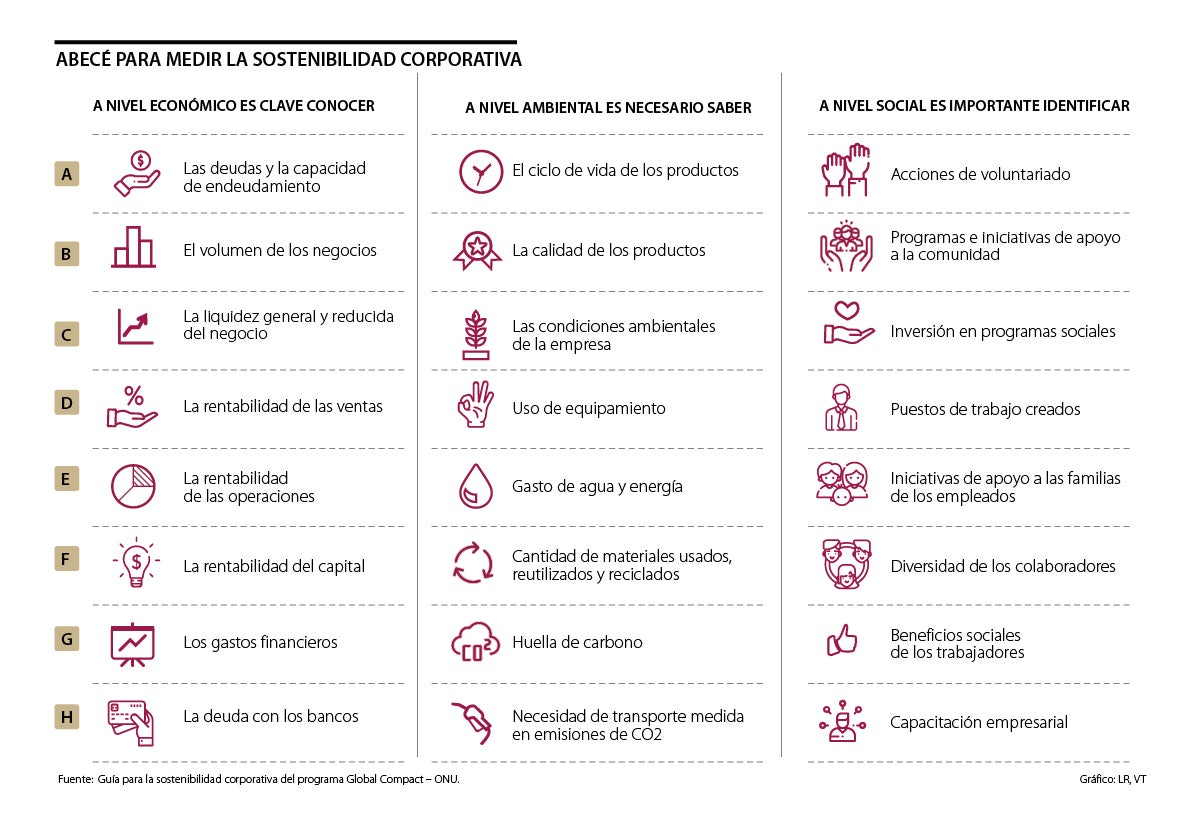 ABECÉ PARA MEDIR LA SOSTENIBILIDAD CORPORATIVA
A NIVEL ECONÓMICO ES CLAVE CONOCER
A NIVEL AMBIENTAL ES NECESARIO SABER
A NIVEL SOCIAL ES IMPORTANTE IDENTIFICAR
A
$
Las deudas y la capacidad
de endeudamiento
El ciclo de vida de los productos
Acciones de voluntariado
B
El volumen de los negocios
La calidad de los productos
Programas e iniciativas de apoyo
a la comunidad
C
La liquidez general y reducida
del negocio
Las condiciones ambientales
de la empresa
Inversión en programas sociales
D
%
La rentabilidad de las ventas
Uso de equipamiento
Puestos de trabajo creados
E
La rentabilidad
de las operaciones
Gasto de agua y energía
Iniciativas de apoyo a las familias
de los empleados
F
$
La rentabilidad del capital
Cantidad de materiales usados,
reutilizados y reciclados
Diversidad de los colaboradores
G
Los gastos financieros
CO2
Huella de carbono
Beneficios sociales
de los trabajadores
H
La deuda con los bancos
Necesidad de transporte medida
en emisiones de CO2
Capacitación empresarial
Fuente: Guía para la sostenibilidad corporativa del programa Global Compact – ONU.
Gráfico: LR, VT